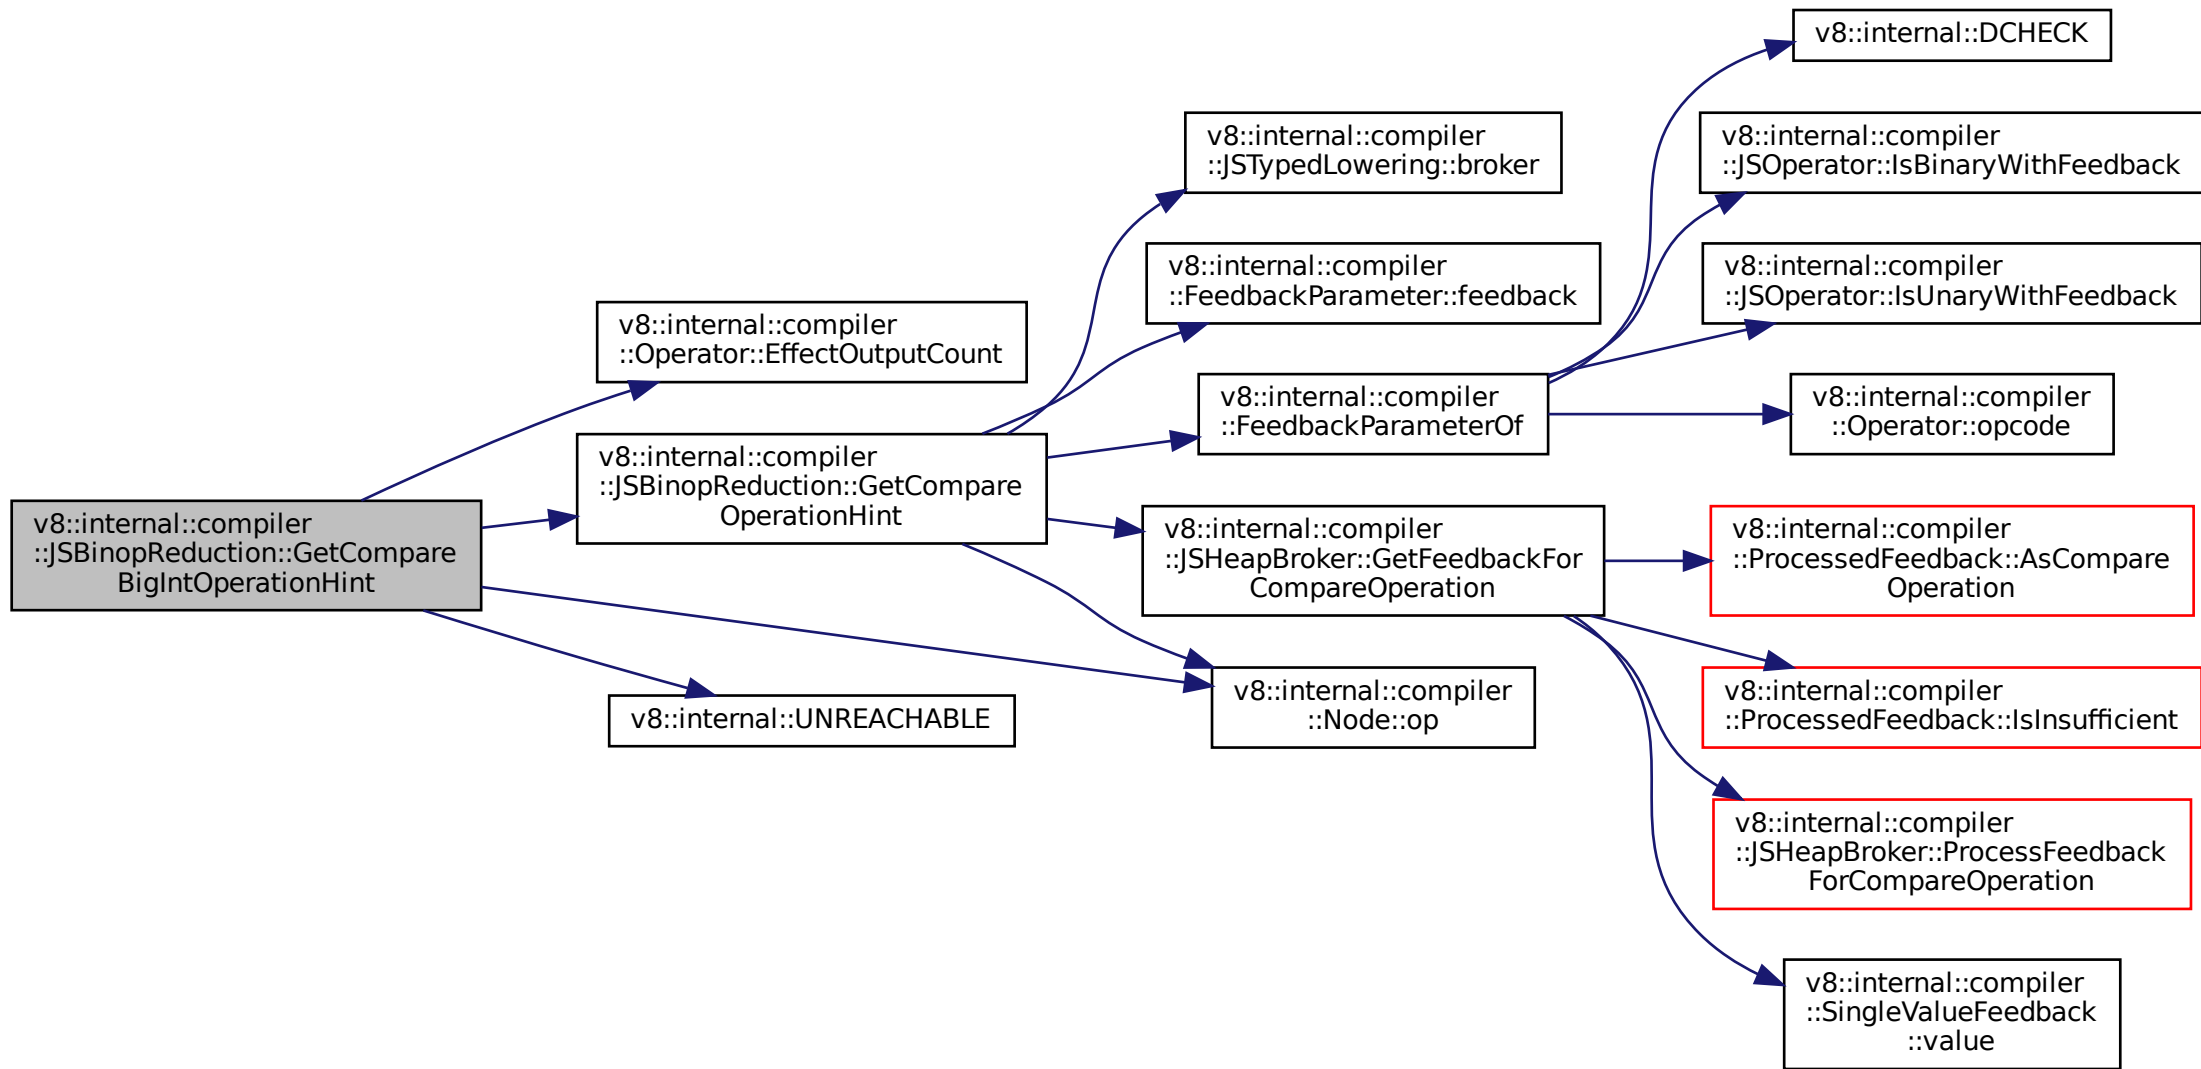 v8::internal::DCHECK
v8::internal::compiler
::JSTypedLowering::broker
v8::internal::compiler
::JSOperator::IsBinaryWithFeedback
v8::internal::compiler
::FeedbackParameter::feedback
v8::internal::compiler
::JSOperator::IsUnaryWithFeedback
v8::internal::compiler
::Operator::EffectOutputCount
v8::internal::compiler
::FeedbackParameterOf
v8::internal::compiler
::Operator::opcode
v8::internal::compiler
::JSBinopReduction::GetCompare
OperationHint
v8::internal::compiler
::JSBinopReduction::GetCompare
BigIntOperationHint
v8::internal::compiler
::JSHeapBroker::GetFeedbackFor
CompareOperation
v8::internal::compiler
::ProcessedFeedback::AsCompare
Operation
v8::internal::UNREACHABLE
v8::internal::compiler
::Node::op
v8::internal::compiler
::ProcessedFeedback::IsInsufficient
v8::internal::compiler
::JSHeapBroker::ProcessFeedback
ForCompareOperation
v8::internal::compiler
::SingleValueFeedback
::value